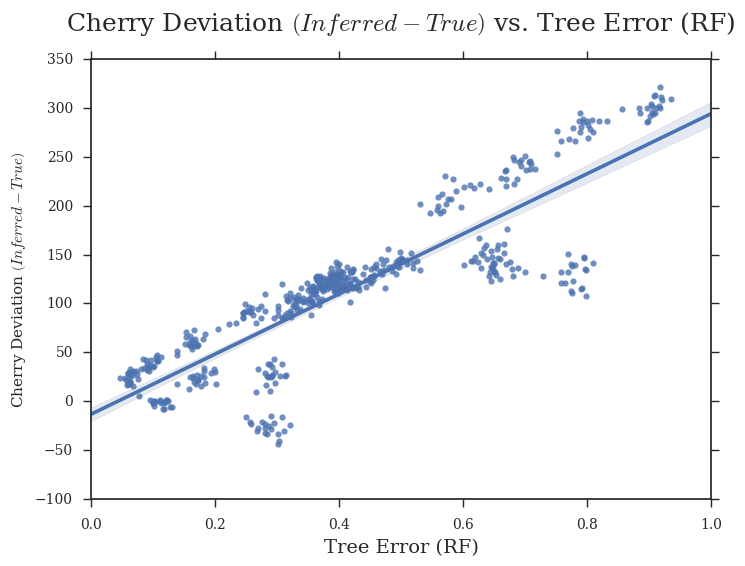 Cherry Deviation (Inferred − True) vs. Tree Error (RF)
Cherry Deviation (Inferred−True)
350
300
250
200
150
100
50
0
−50
−100
0.0 0.2 0.4 0.6 0.8 1.0
Tree Error (RF)